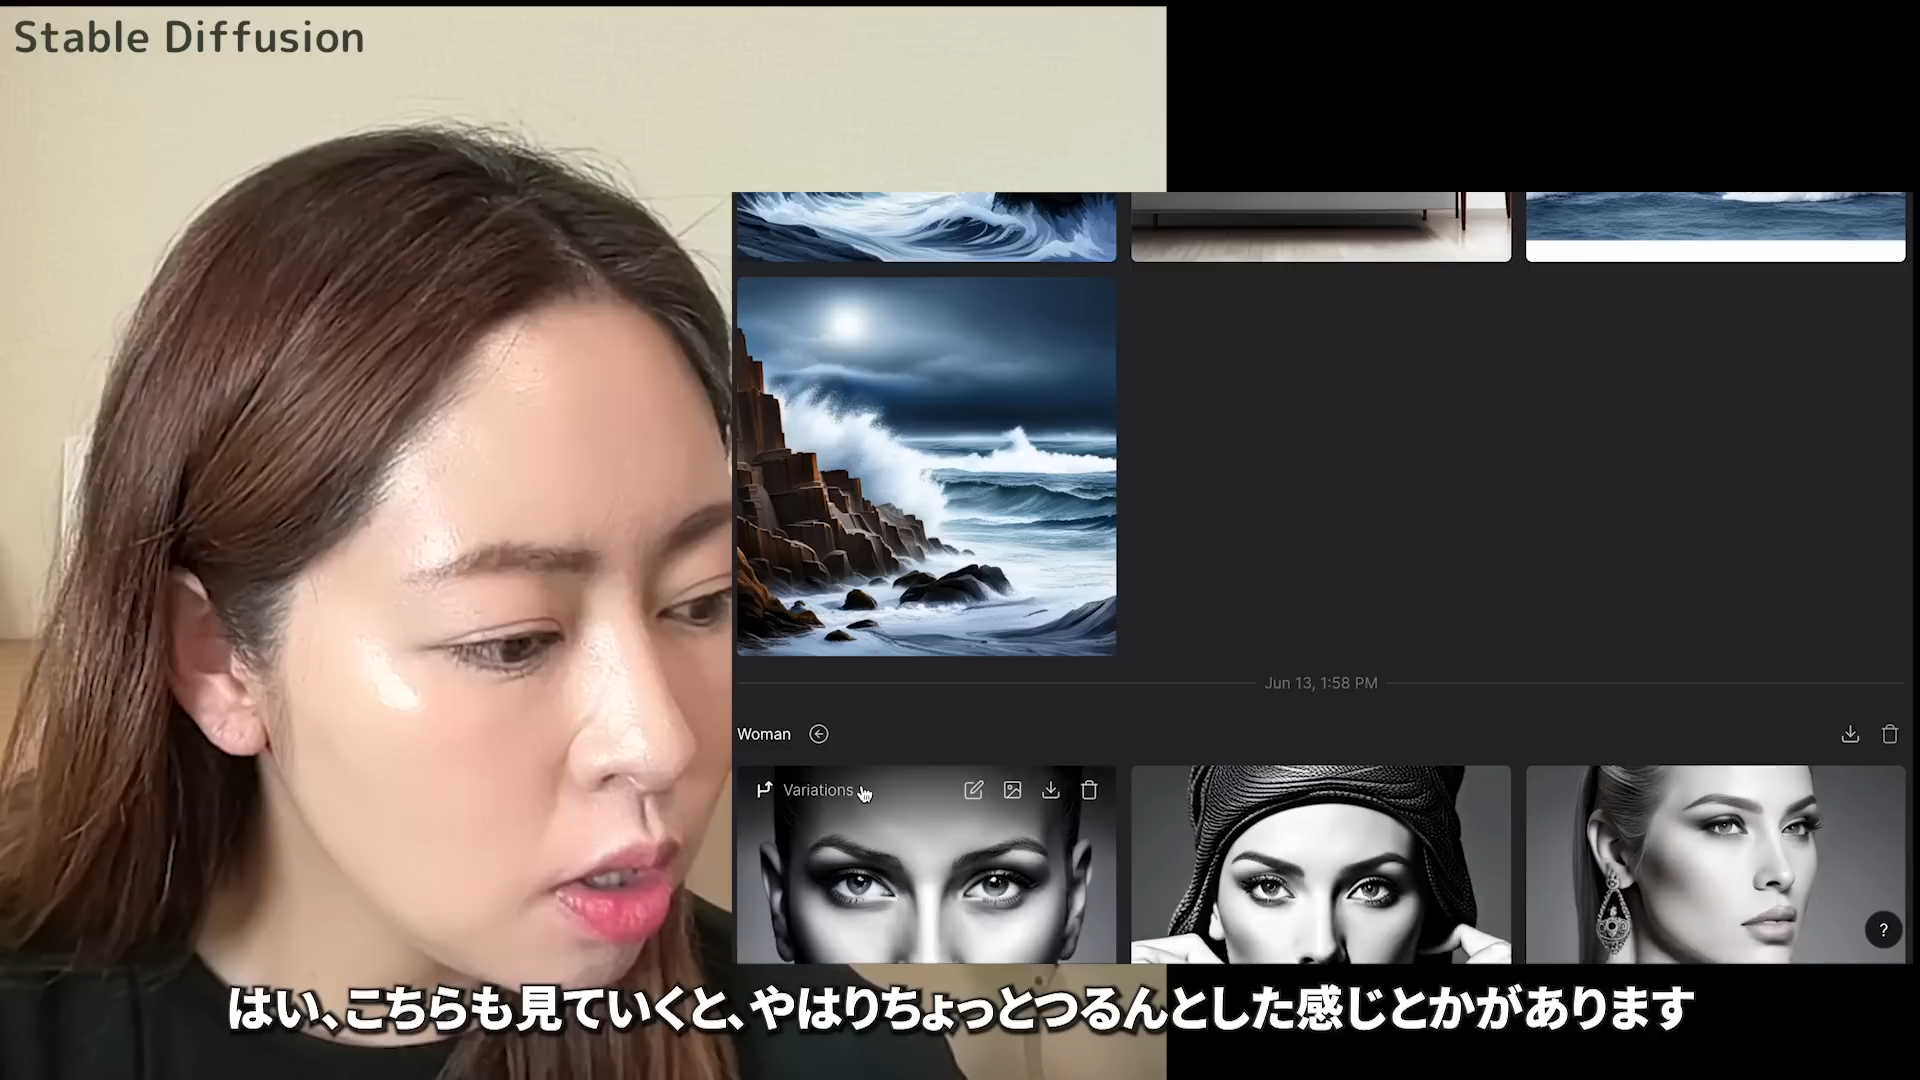 Stable Diffusion
Jun 13, 1:58 PM
Woman
Variations
?
はい、こちらも見ていくと、やはりちょっとつるんとした感じとかがあります